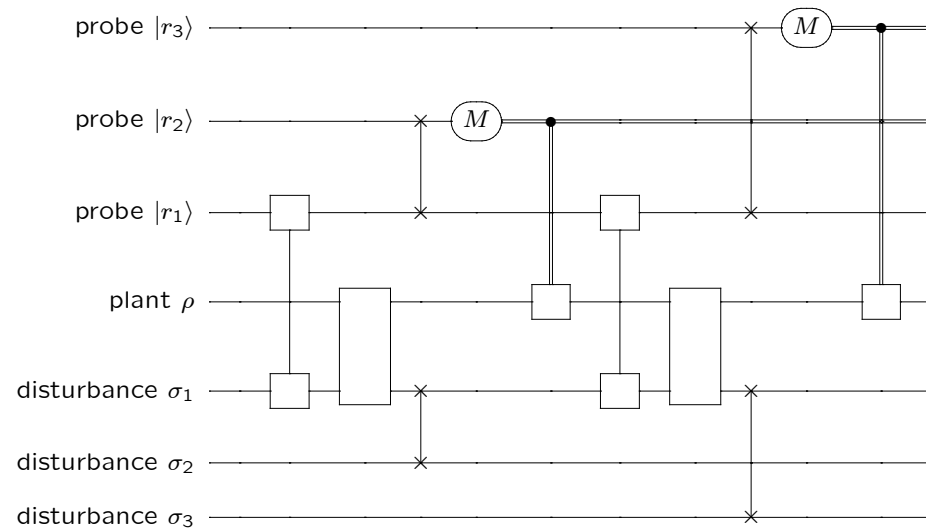 probe |r₃⟩ M
probe |r₂⟩ M
probe |r₁⟩
plant ρ
disturbance σ₁
disturbance σ₂
disturbance σ₃